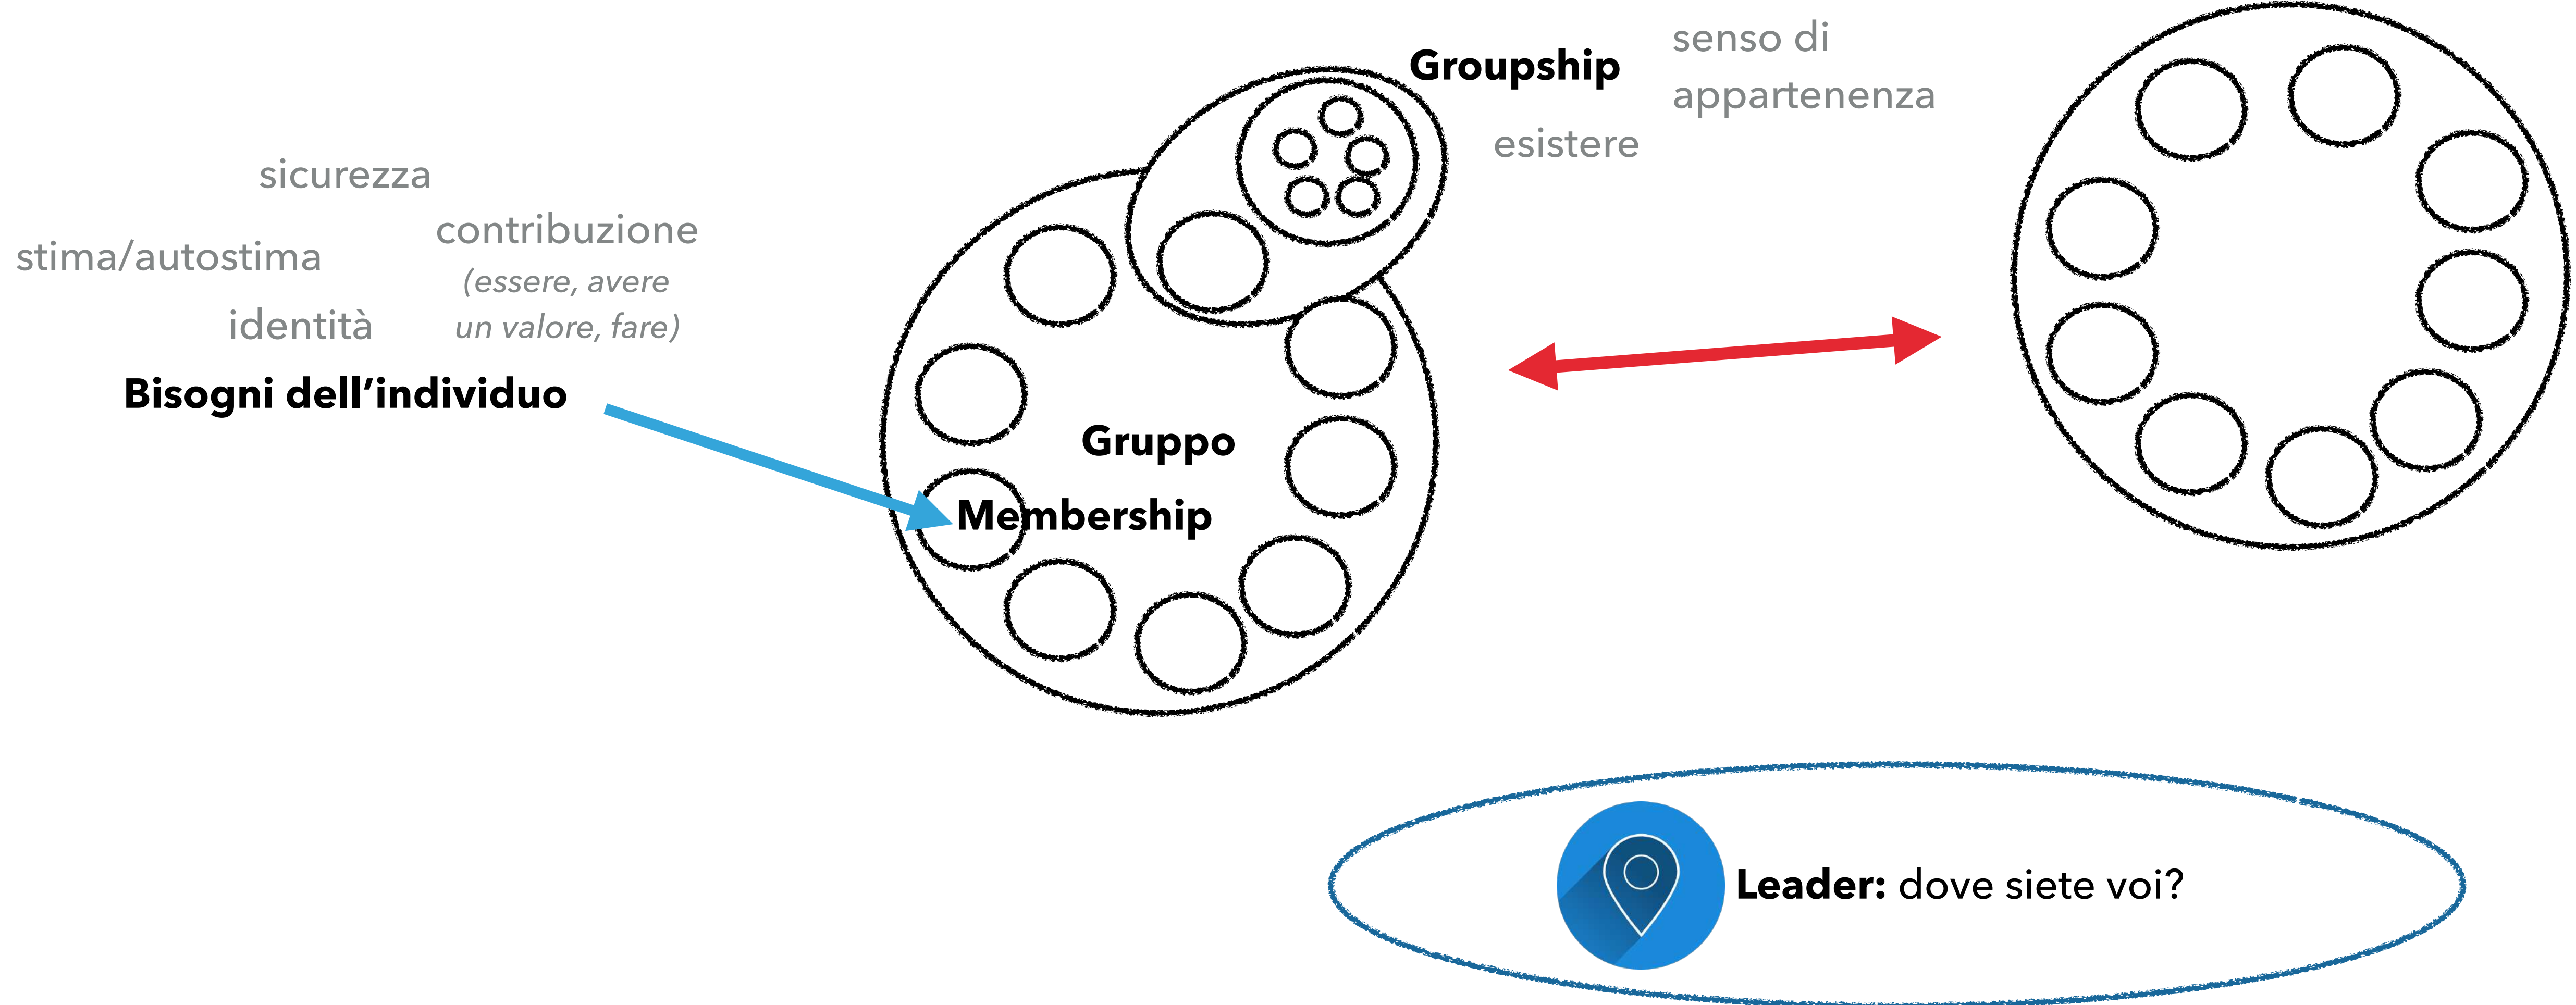 sicurezza
stima/autostima
contribuzione
(essere, avere
un valore, fare)
identità
Bisogni dell’individuo
Groupship
senso di
appartenenza
esistere
Gruppo
Membership
Leader: dove siete voi?